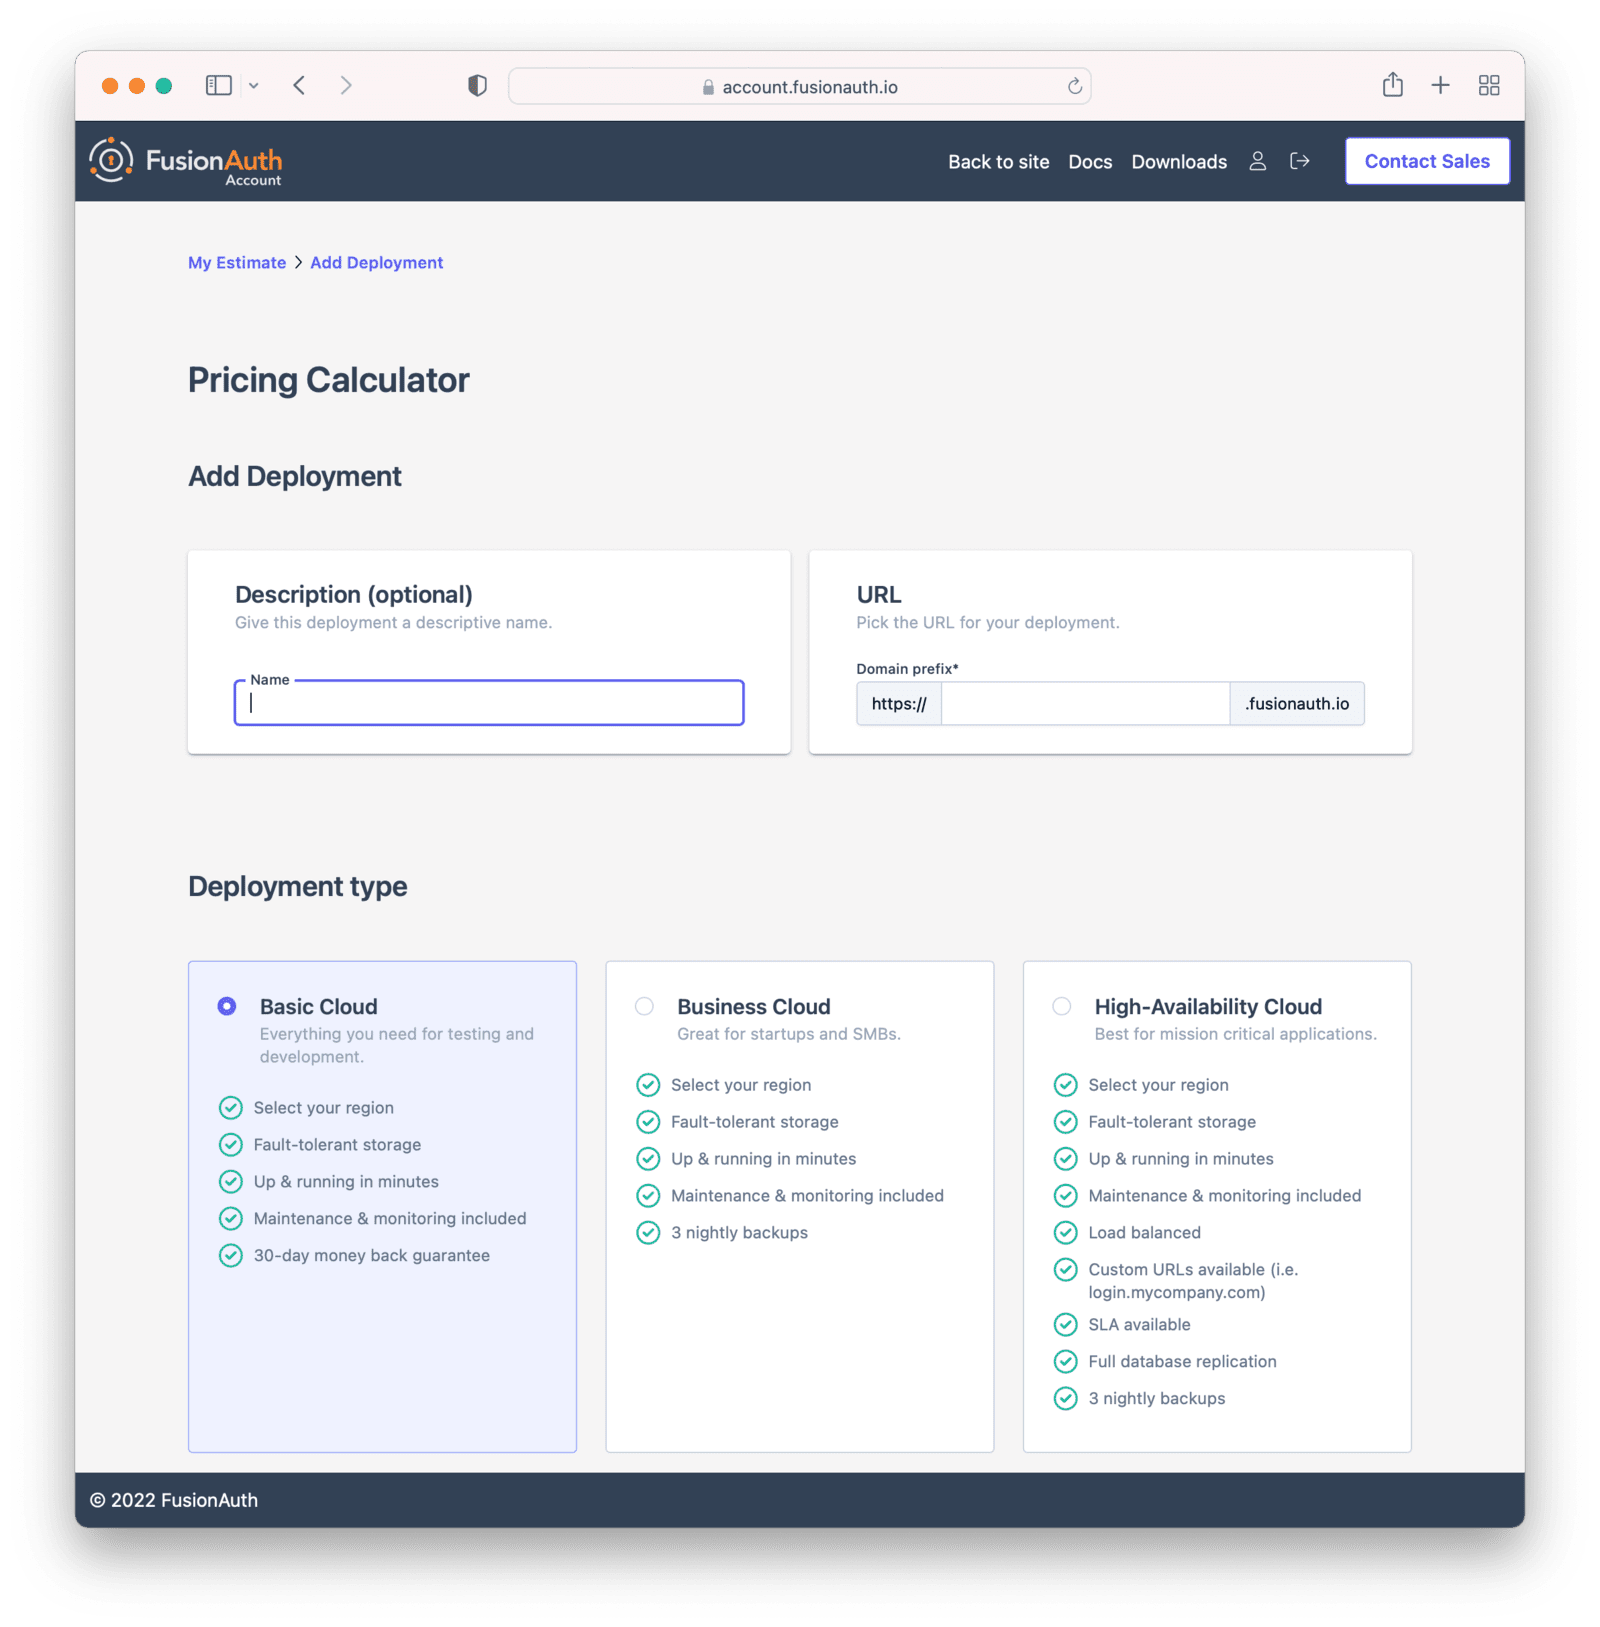 account.fusionauth.io
FusionAuth
Account
Back to site
Docs
Downloads
Contact Sales
My Estimate
Add Deployment
Pricing Calculator
Add Deployment
Description (optional)
Give this deployment a descriptive name.
Name
URL
Pick the URL for your deployment.
Domain prefix*
https://
.fusionauth.io
Deployment type
Basic Cloud
Everything you need for testing and
development.
Select your region
Fault-tolerant storage
Up & running in minutes
Maintenance & monitoring included
30-day money back guarantee
Business Cloud
Great for startups and SMBs.
Select your region
Fault-tolerant storage
Up & running in minutes
Maintenance & monitoring included
3 nightly backups
High-Availability Cloud
Best for mission critical applications.
Select your region
Fault-tolerant storage
Up & running in minutes
Maintenance & monitoring included
Load balanced
Custom URLs available (i.e.
login.mycompany.com)
SLA available
Full database replication
3 nightly backups
© 2022 FusionAuth